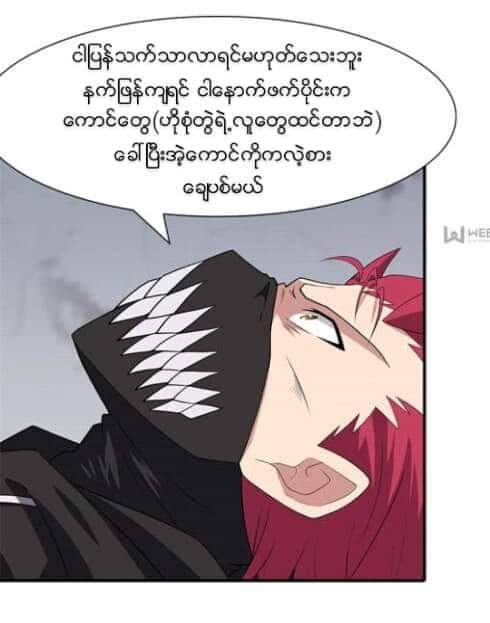 ငါပြန်သက်သာလာရင်မဟုတ်သေးဘူး
နက်ဖြန်ကျရင် ငါနောက်ဖက်ပိုင်းက
ကောင်တွေ(ဟိုစုံတွဲရဲ့လူတွေထင်တာဘဲ)
ခေါ်ပြီးအဲ့ကောင်ကိုကလဲ့စား
ချေပစ်မယ်